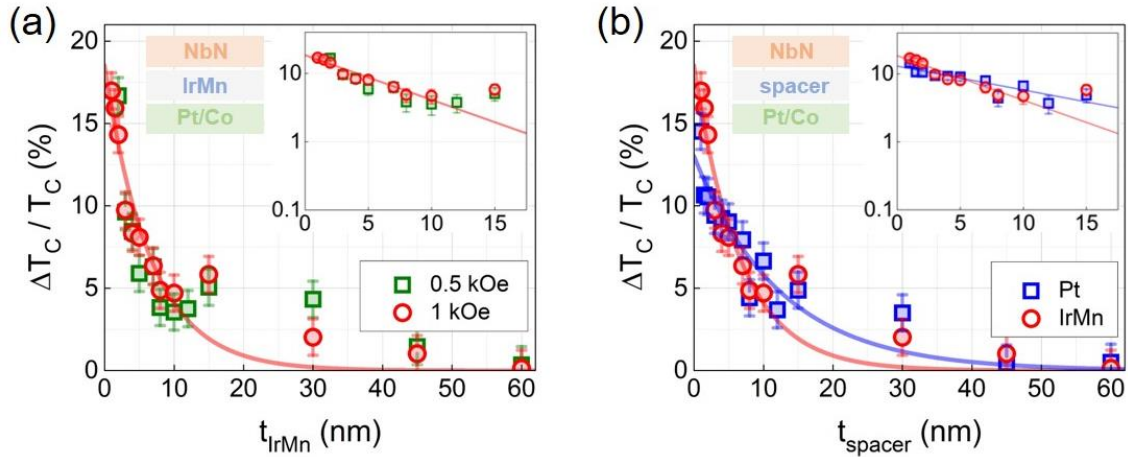 (a)
ΔT_C / T_C (%)
20
15
10
5
0
NbN
IrMn
Pt/Co
10
1
0.1
0 5 10 15
0.5 kOe
1 kOe
0 10 20 30 40 50 60
t_IrMn (nm)
(b)
ΔT_C / T_C (%)
20
15
10
5
0
NbN
spacer
Pt/Co
10
1
0.1
0 5 10 15
Pt
IrMn
0 10 20 30 40 50 60
t_spacer (nm)